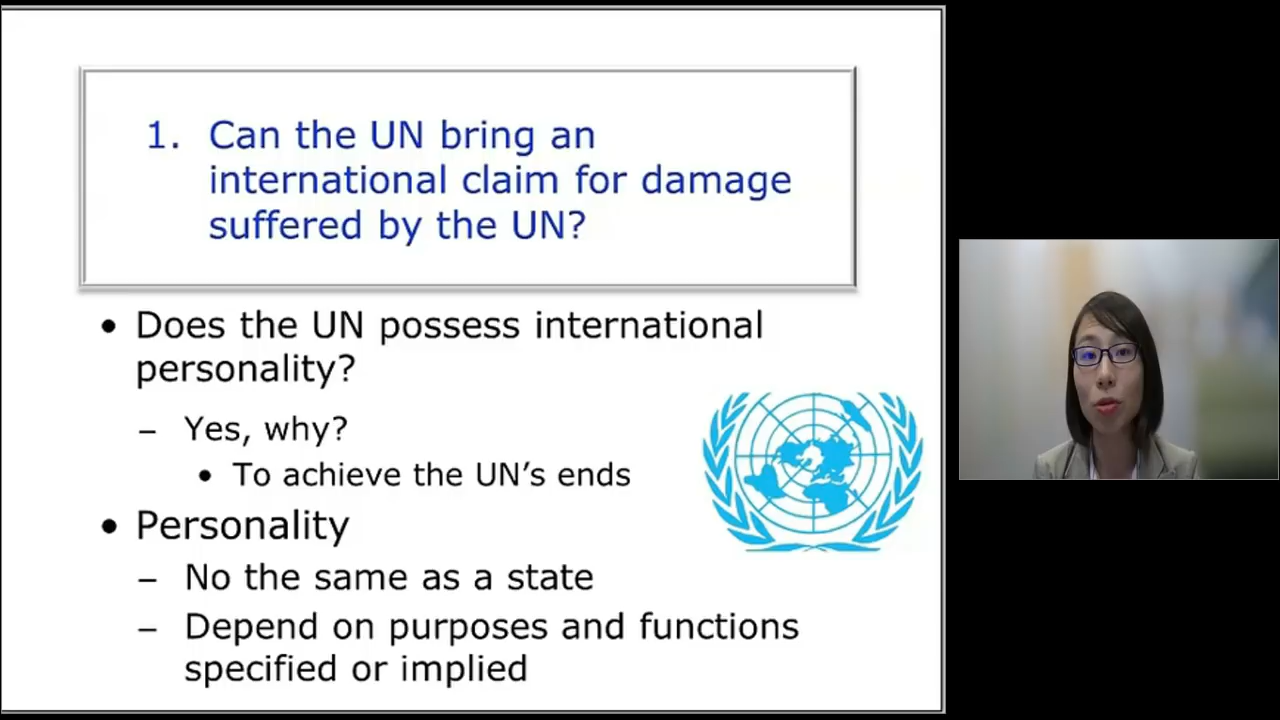 1. Can the UN bring an
international claim for damage
suffered by the UN?
• Does the UN possess international
personality?
– Yes, why?
• To achieve the UN’s ends
• Personality
– No the same as a state
– Depend on purposes and functions
specified or implied